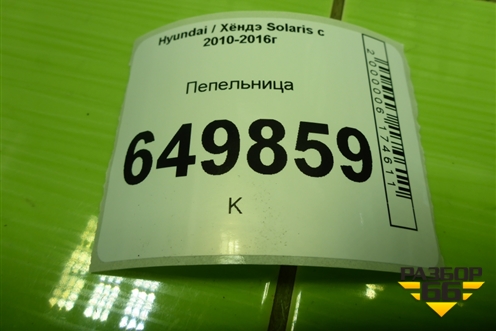 Hyundai / Хёндэ Solaris с
2010-2016г
Пепельница
649859
К
2000006174611
РАЗБОР
66